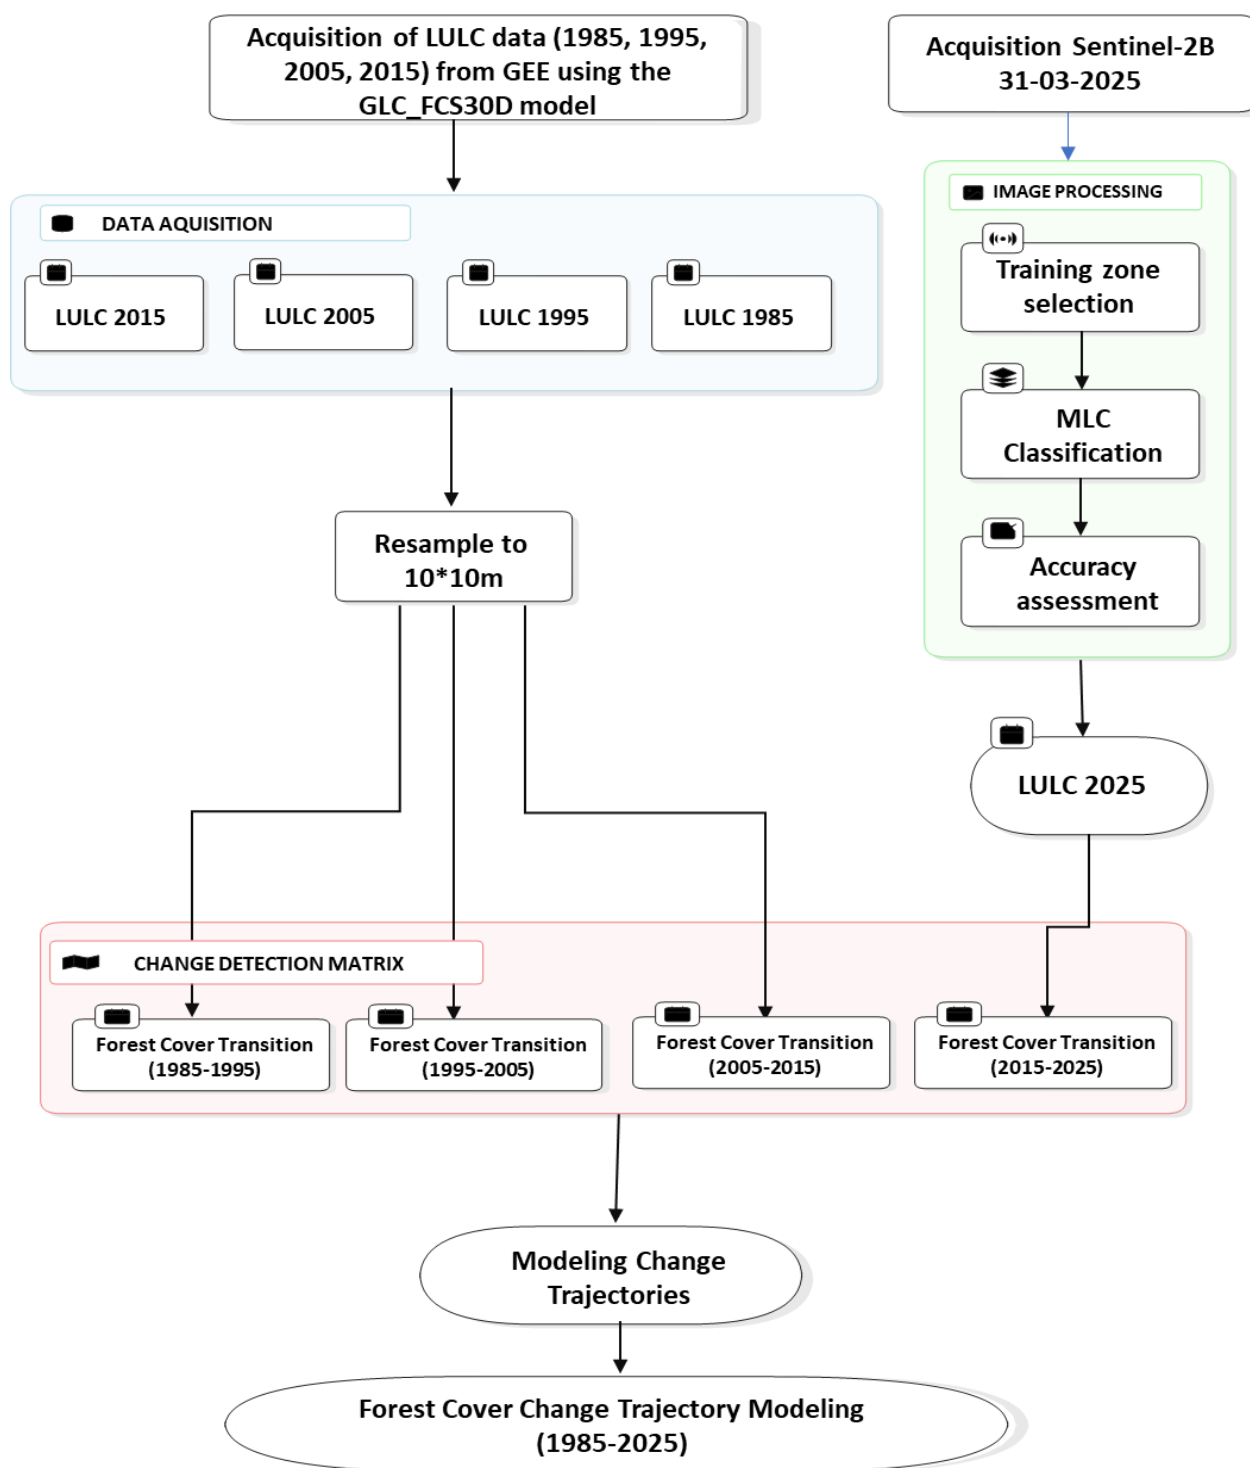 Acquisition of LULC data (1985, 1995,
2005, 2015) from GEE using the
GLC_FCS30D model
Acquisition Sentinel-2B
31-03-2025
DATA AQUISITION
LULC 2015
LULC 2005
LULC 1995
LULC 1985
IMAGE PROCESSING
Training zone
selection
MLC
Classification
Accuracy
assessment
Resample to
10*10m
LULC 2025
CHANGE DETECTION MATRIX
Forest Cover Transition
(1985-1995)
Forest Cover Transition
(1995-2005)
Forest Cover Transition
(2005-2015)
Forest Cover Transition
(2015-2025)
Modeling Change
Trajectories
Forest Cover Change Trajectory Modeling
(1985-2025)